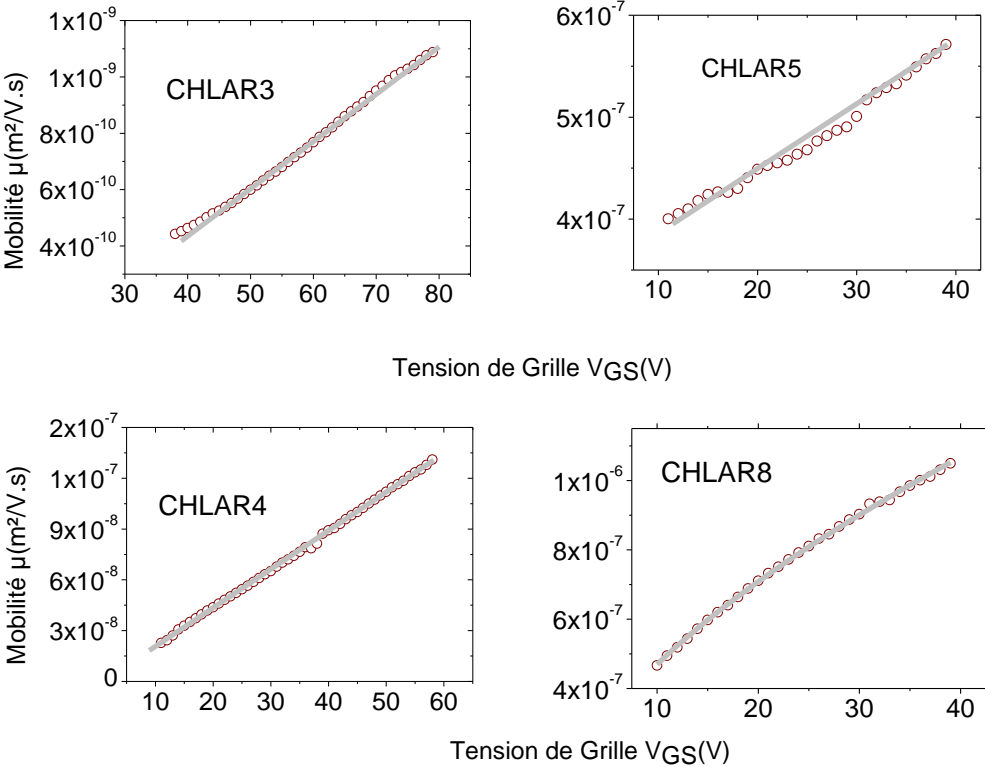 1x10⁻⁹
1x10⁻⁹
8x10⁻¹⁰
6x10⁻¹⁰
4x10⁻¹⁰
Mobilité µ(m²/V.s)
CHLAR3
30 40 50 60 70 80
6x10⁻⁷
5x10⁻⁷
4x10⁻⁷
CHLAR5
10 20 30 40
Tension de Grille VGS(V)
2x10⁻⁷
1x10⁻⁷
9x10⁻⁸
6x10⁻⁸
3x10⁻⁸
0
Mobilité µ(m²/V.s)
CHLAR4
10 20 30 40 50 60
1x10⁻⁶
8x10⁻⁷
6x10⁻⁷
4x10⁻⁷
CHLAR8
10 20 30 40
Tension de Grille VGS(V)